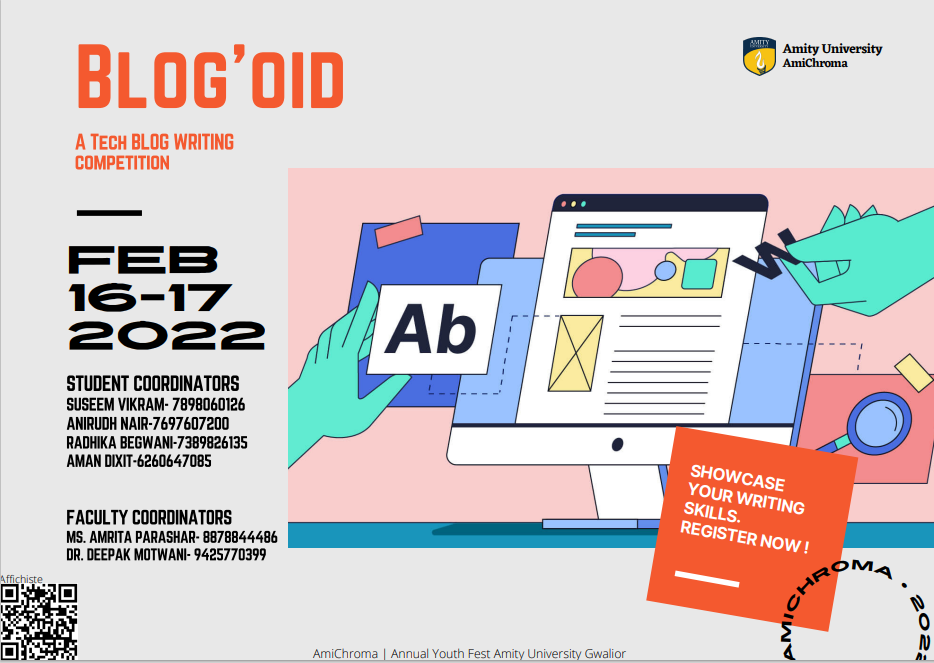 BLOG'OID
A Tech BLOG WRITING
COMPETITION
FEB
16-17
2022
STUDENT COORDINATORS
SUSEEM VIKRAM- 7898060126
ANIRUDH NAIR-7697607200
RADHIKA BEGWANI-7389826135
AMAN DIXIT-6260647085
FACULTY COORDINATORS
MS. AMRITA PARASHAR- 8878844486
DR. DEEPAK MOTWANI- 9425770399
Affichiste
AMITY
Amity University
AmiChroma
Ab
W
SHOWCASE
YOUR WRITING
SKILLS.
REGISTER NOW !
AMICHROMA · 2022
AmiChroma | Annual Youth Fest Amity University Gwalior